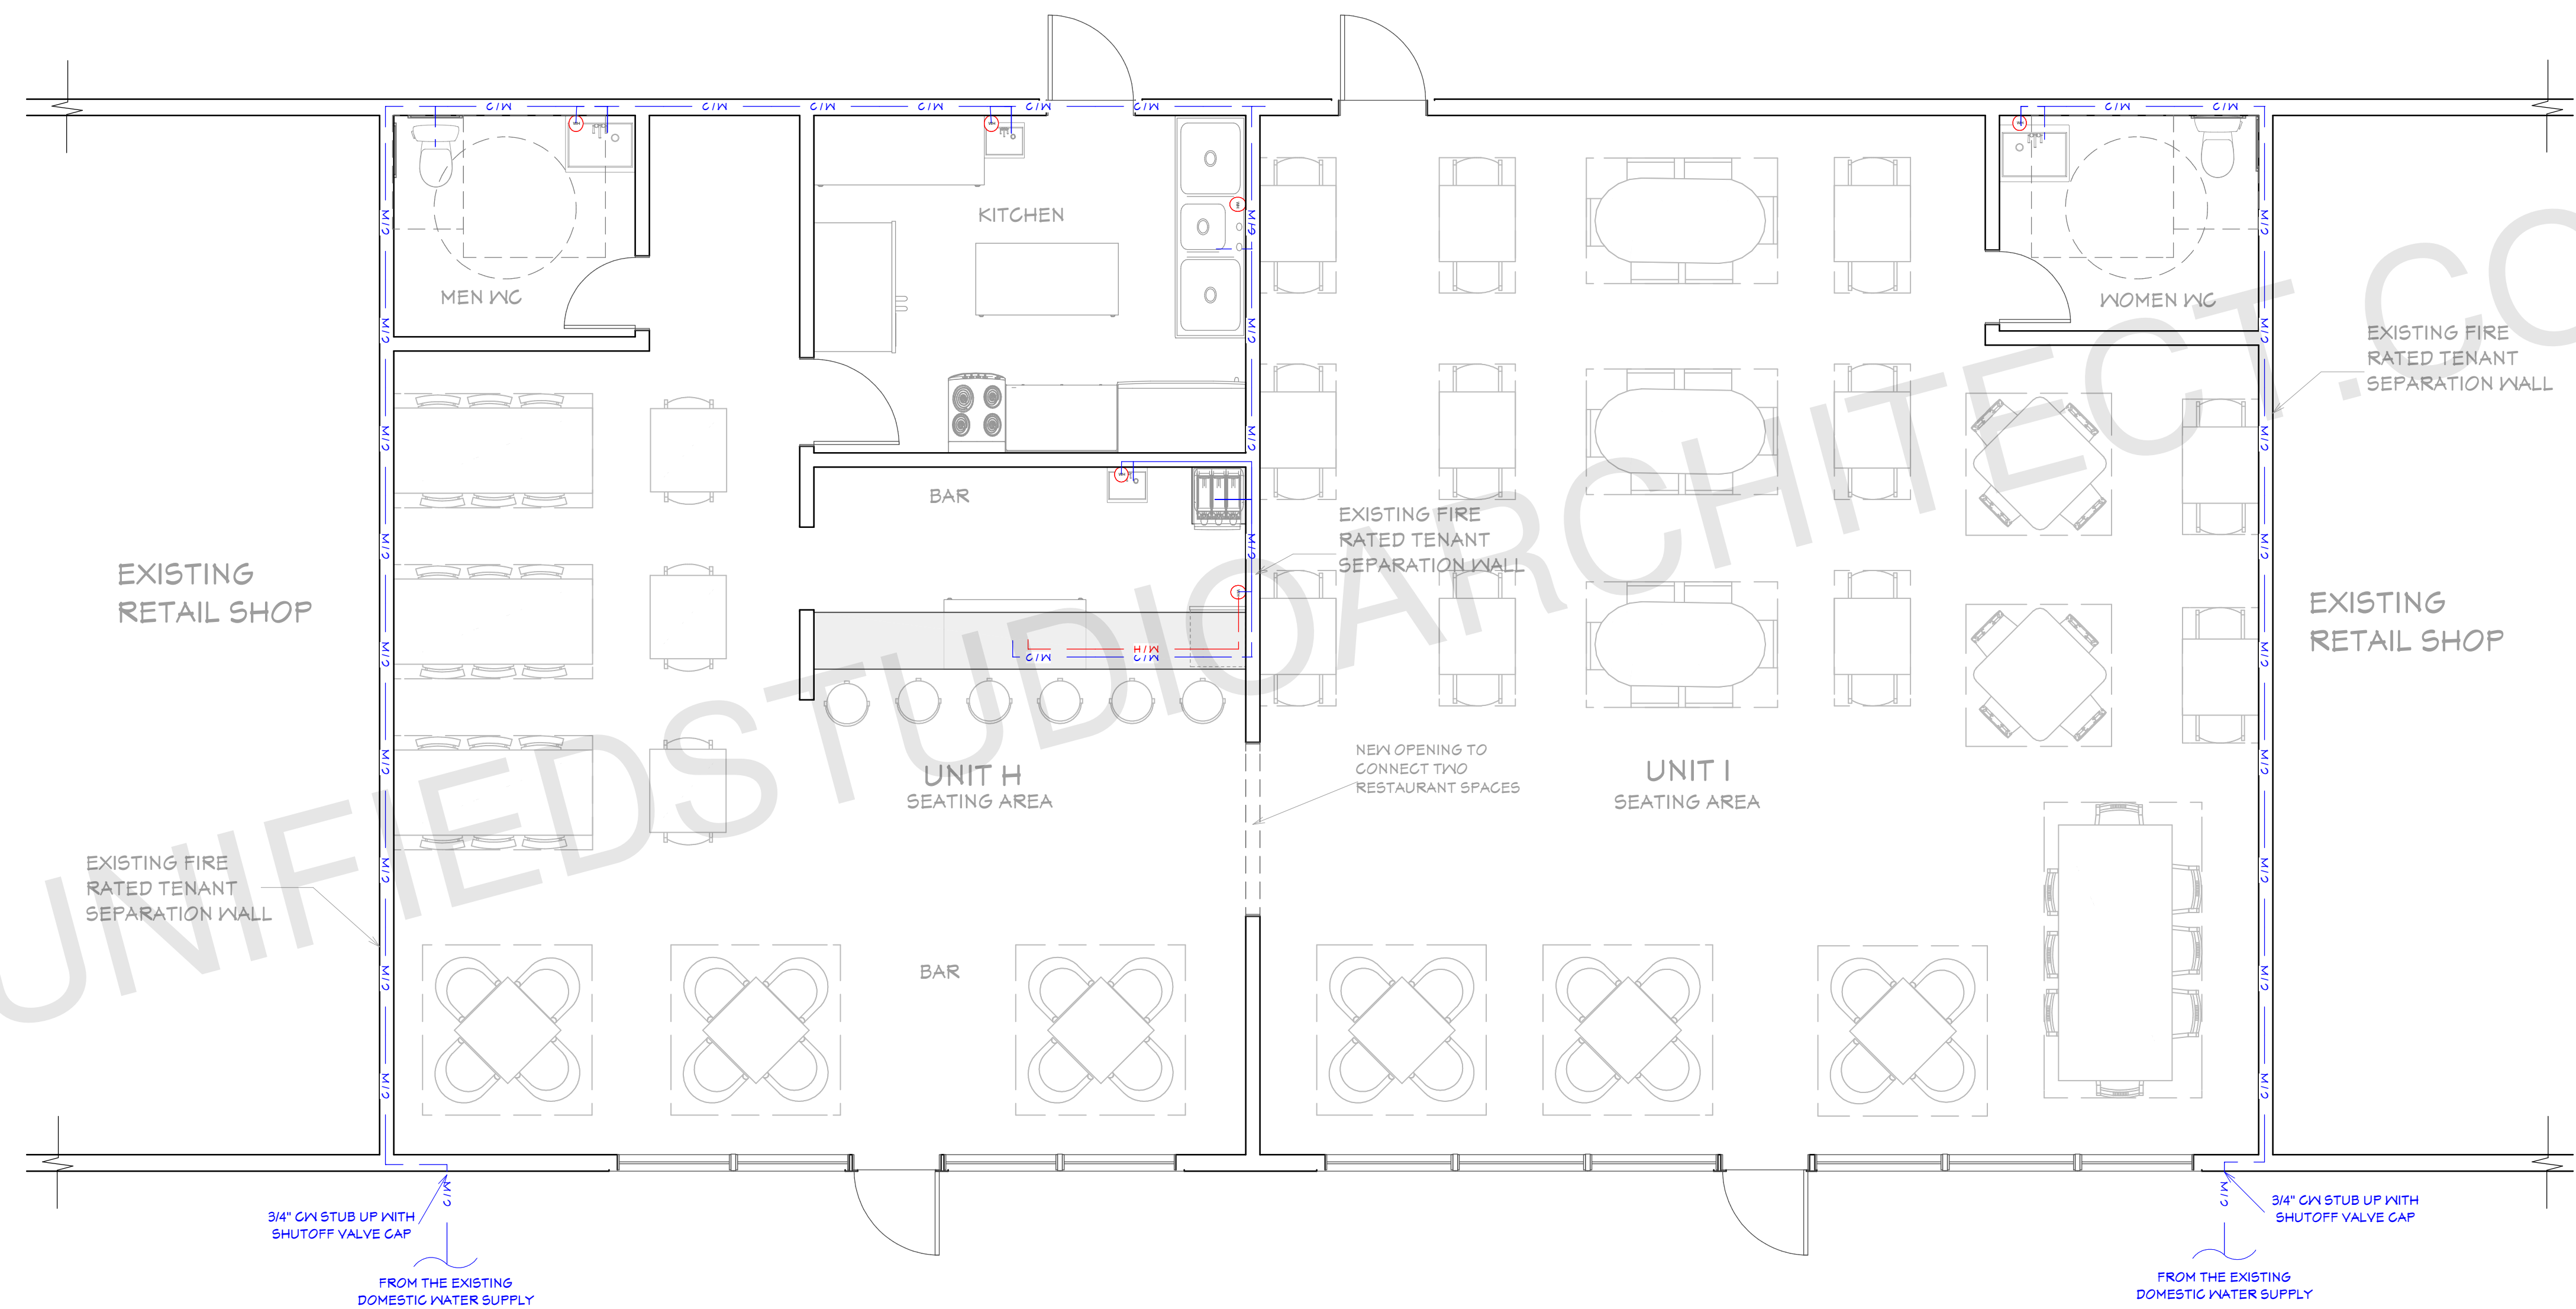 C/W C/W C/W C/W C/W C/W C/W C/W
KITCHEN
MEN WC
WOMEN WC
EXISTING FIRE
RATED TENANT
SEPARATION WALL
BAR
EXISTING FIRE
RATED TENANT
SEPARATION WALL
EXISTING
RETAIL SHOP
EXISTING
RETAIL SHOP
H/W
C/W C/W
UNIFIEDSTUDIOARCHITECT.CO
NEW OPENING TO
CONNECT TWO
RESTAURANT SPACES
UNIT H
SEATING AREA
UNIT I
SEATING AREA
EXISTING FIRE
RATED TENANT
SEPARATION WALL
BAR
C/W
3/4" CW STUB UP WITH
SHUTOFF VALVE CAP
FROM THE EXISTING
DOMESTIC WATER SUPPLY
C/W
3/4" CW STUB UP WITH
SHUTOFF VALVE CAP
FROM THE EXISTING
DOMESTIC WATER SUPPLY